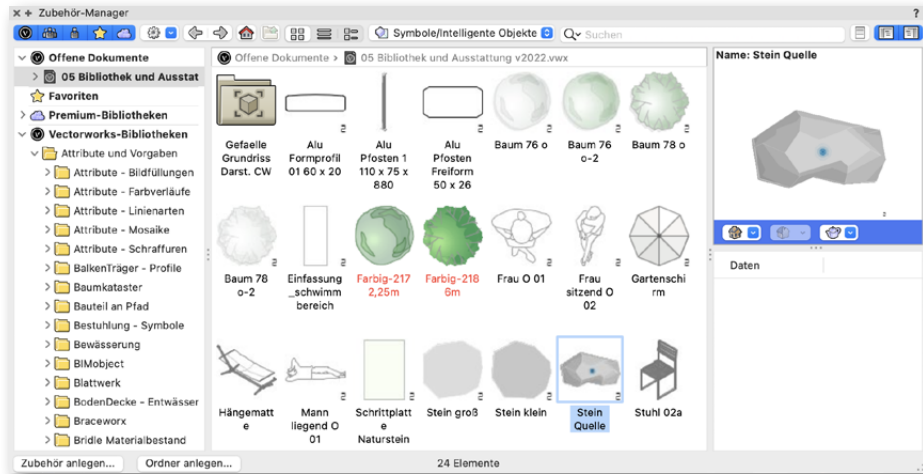 Zubehör-Manager
?
Symbole/Intelligente Objekte
Suchen
Offene Dokumente
05 Bibliothek und Ausstat
Favoriten
Premium-Bibliotheken
Vectorworks-Bibliotheken
Attribute und Vorgaben
Attribute - Bildfüllungen
Attribute - Farbverläufe
Attribute - Linienarten
Attribute - Mosaike
Attribute - Schraffuren
BalkenTräger - Profile
Baumkataster
Bauteil an Pfad
Bestuhlung - Symbole
Bewässerung
BIMobject
Blattwerk
BodenDecke - Entwässer
Braceworx
Bridle Materialbestand
Offene Dokumente > 05 Bibliothek und Ausstattung v2022.vwx
Gefaelle
Grundriss
Darst. CW
Alu
Formprofil
01 60 x 20
Alu
Pfosten 1
110 x 75 x
880
Alu
Pfosten
Freiform
50 x 26
Baum 76 o
Baum 76
o-2
Baum 78 o
Baum 78
o-2
Einfassung
_schwimm
bereich
Farbig-217
2,25m
Farbig-218
6m
Frau O 01
Frau
sitzend O
02
Gartenschi
rm
Hängematt
e
Mann
liegend O
01
Schrittplatt
e
Naturstein
Stein groß
Stein klein
Stein
Quelle
Stuhl 02a
Name: Stein Quelle
Daten
Zubehör anlegen...
Ordner anlegen...
24 Elemente